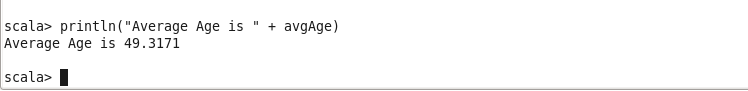 scala> println("Average Age is " + avgAge)
Average Age is 49.3171
scala>